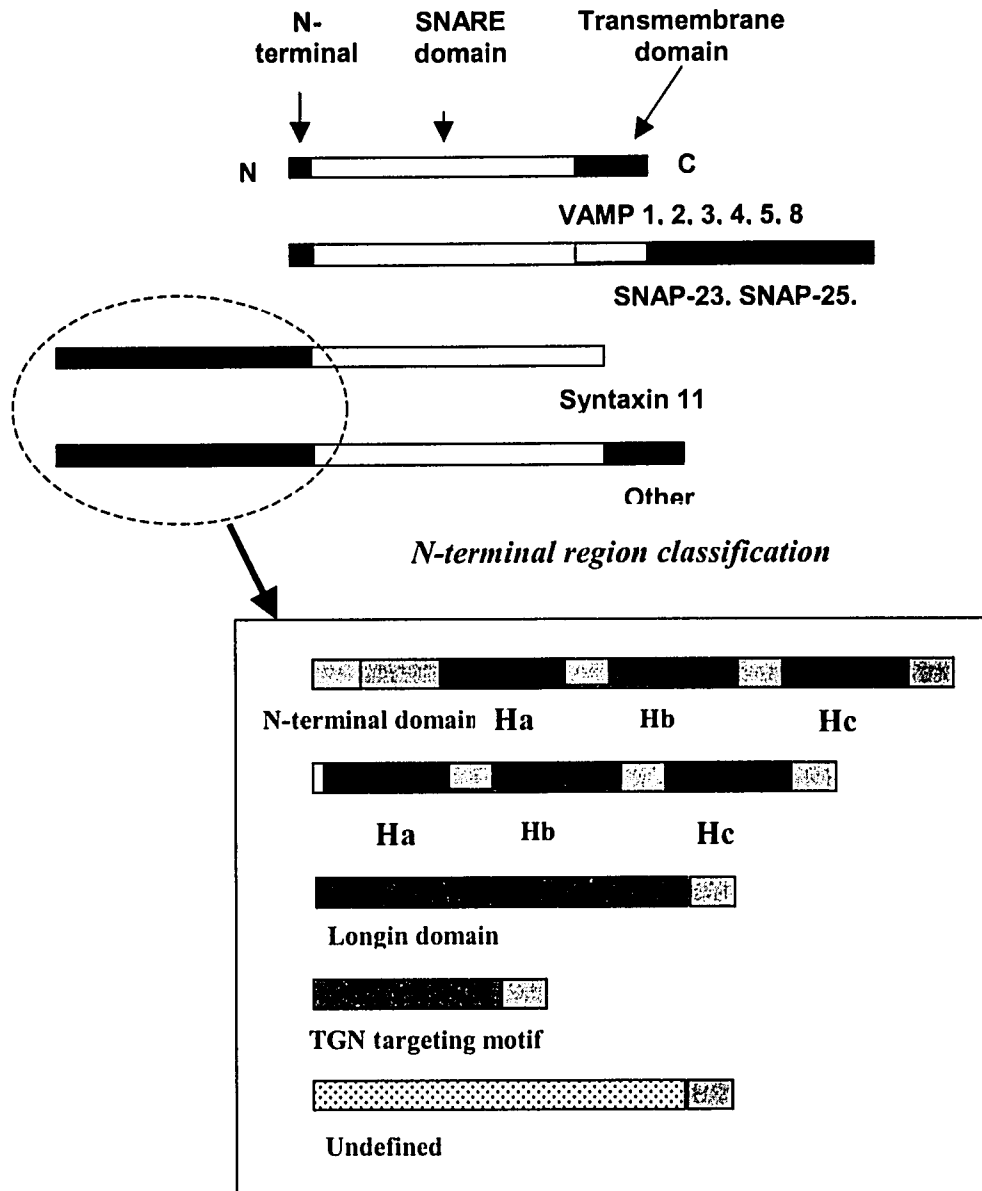 N-
terminal
SNARE
domain
Transmembrane
domain
N
C
VAMP 1. 2. 3. 4. 5. 8
SNAP-23. SNAP-25.
Syntaxin 11
Other
N-terminal region classification
N-terminal domain Ha Hb Hc
Ha Hb Hc
Longin domain
TGN targeting motif
Undefined